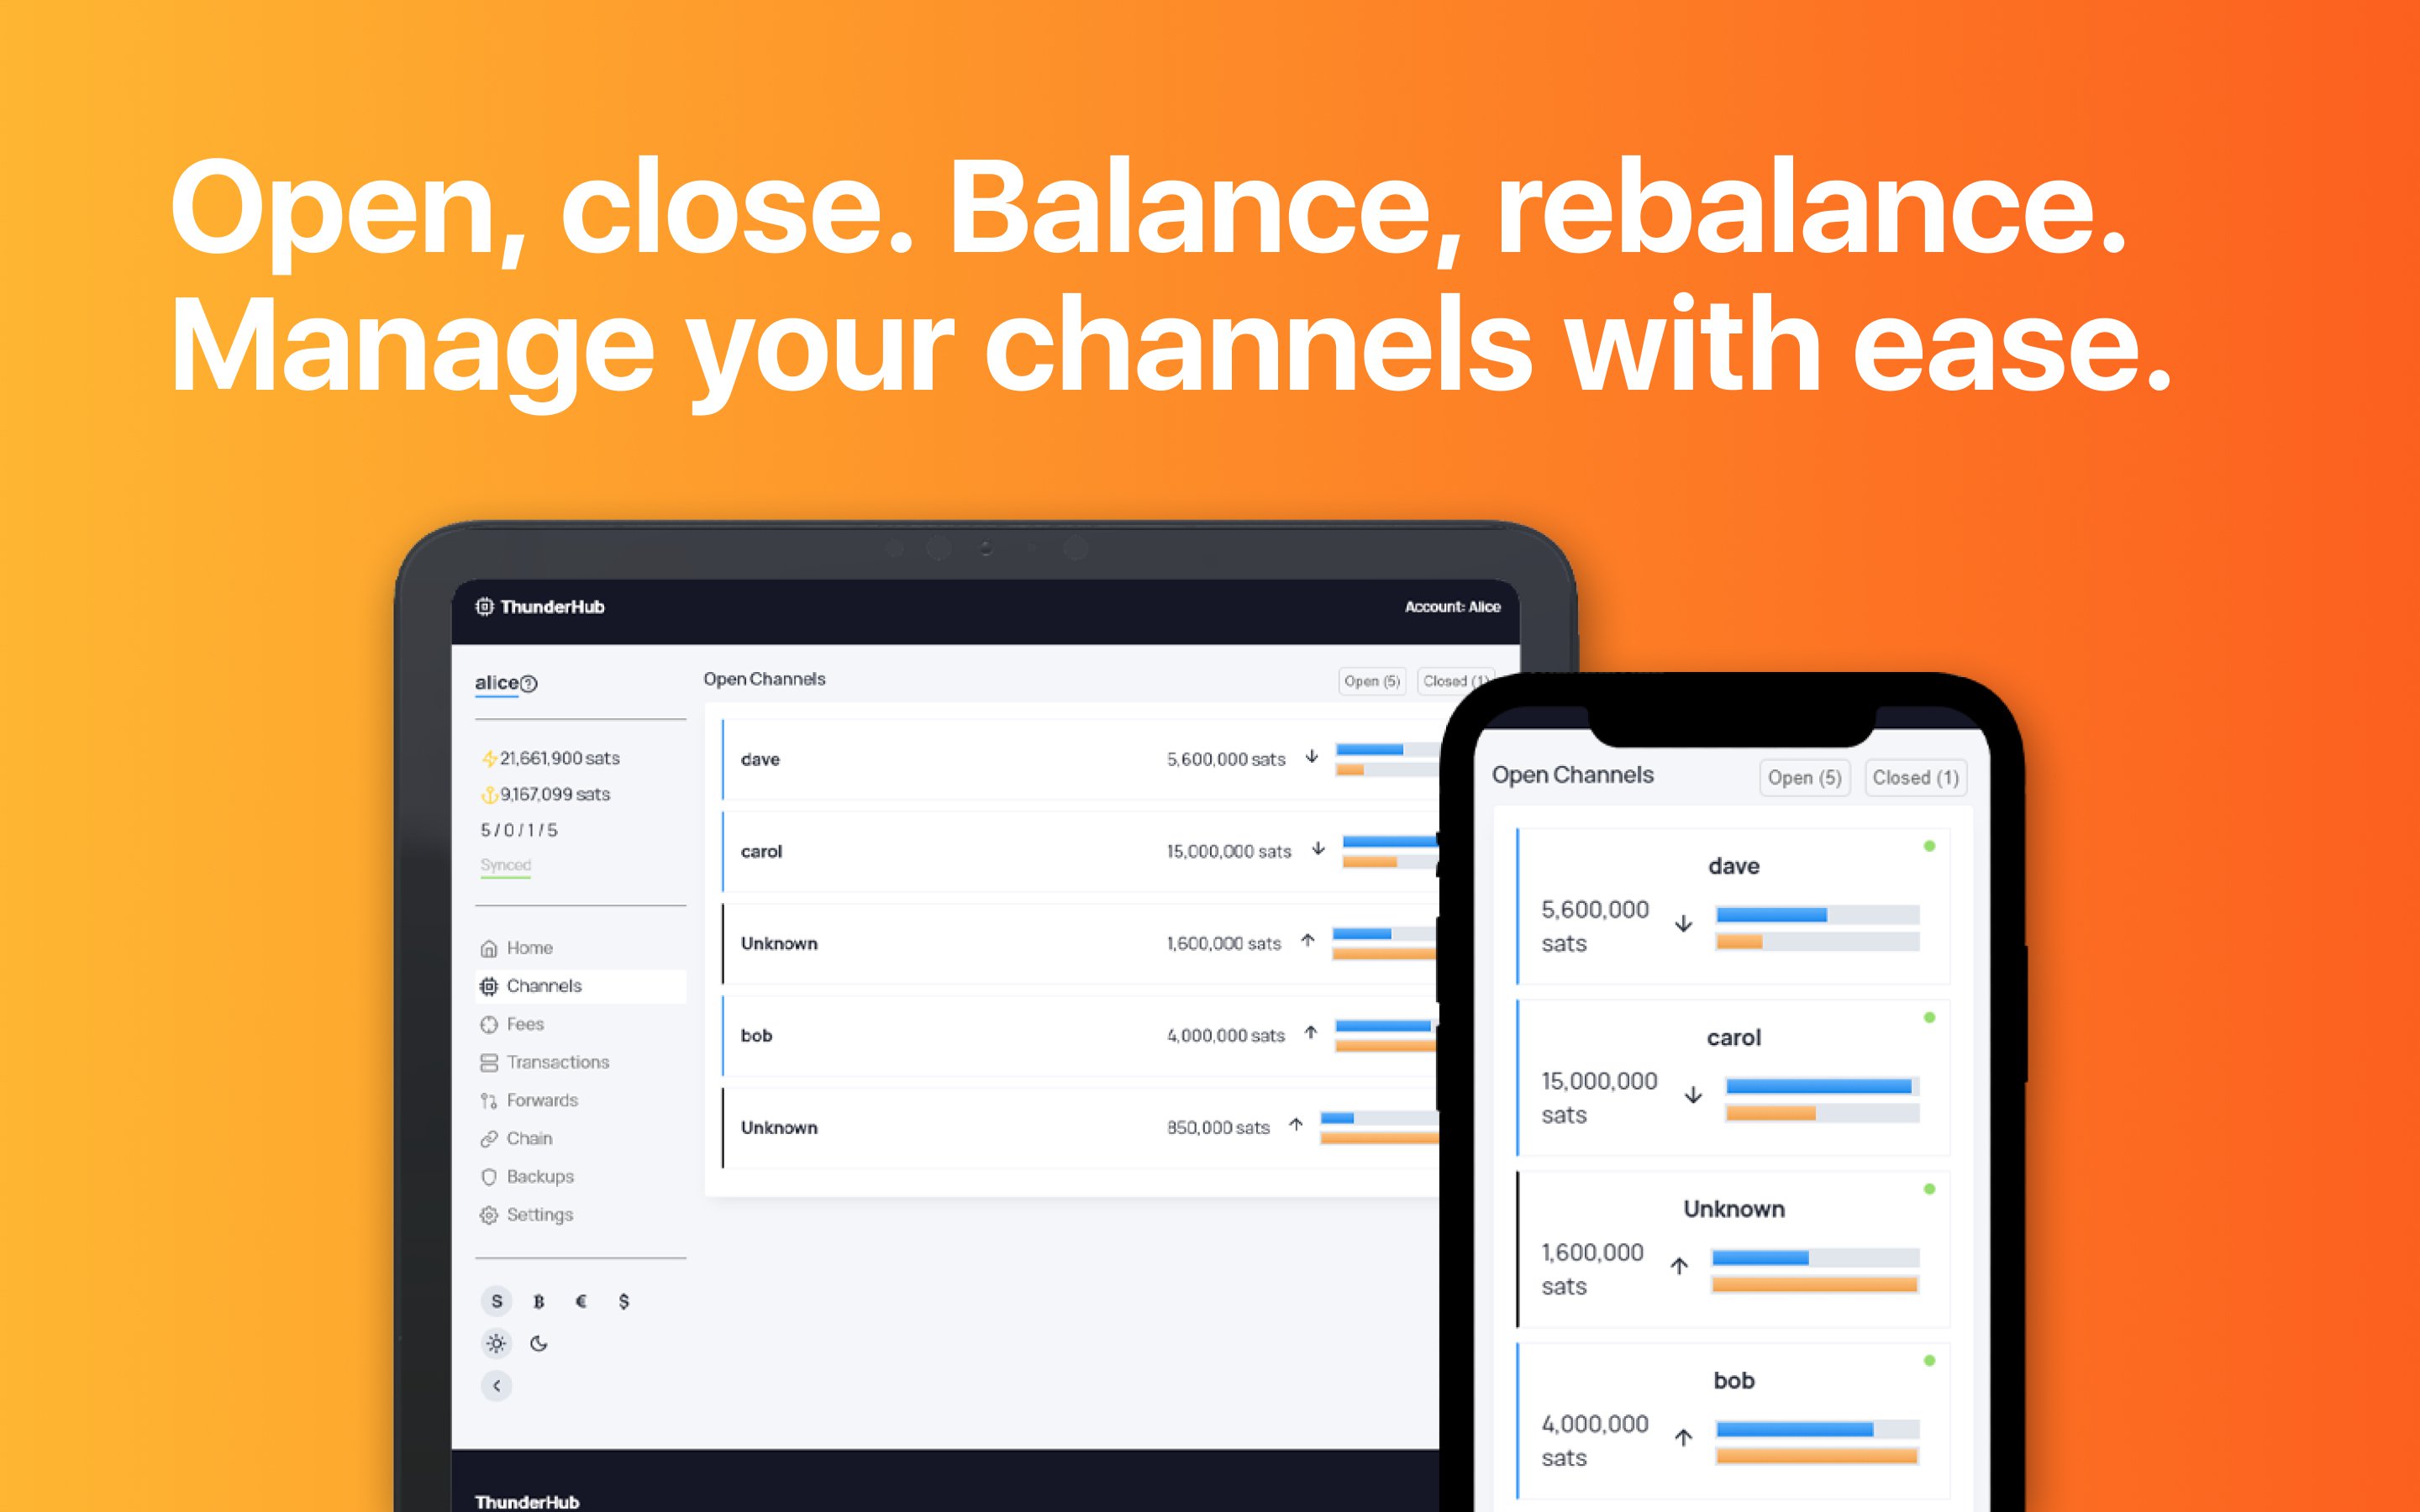 Open, close. Balance, rebalance.
Manage your channels with ease.
ThunderHub
Account: Alice
alice
21,661,900 sats
9,167,099 sats
5 / 0 / 1 / 5
Synced
Home
Channels
Fees
Transactions
Forwards
Chain
Backups
Settings
S ₿ € $
Open Channels
Open (5) Closed (1)
dave 5,600,000 sats
carol 15,000,000 sats
Unknown 1,600,000 sats
bob 4,000,000 sats
Unknown 850,000 sats
ThunderHub
Open Channels Open (5) Closed (1)
dave
5,600,000
sats
carol
15,000,000
sats
Unknown
1,600,000
sats
bob
4,000,000
sats